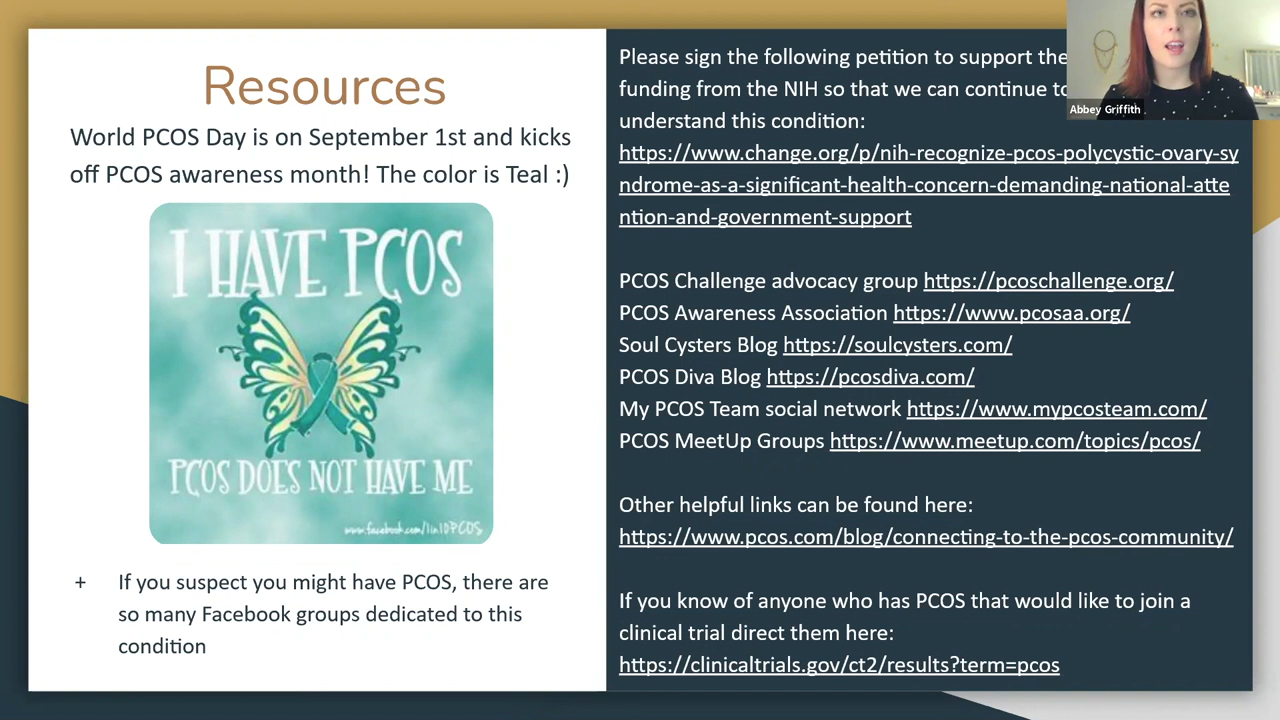 Resources
World PCOS Day is on September 1st and kicks
off PCOS awareness month! The color is Teal :)
I HAVE PCOS
PCOS DOES NOT HAVE ME
www.facebook.com/1in10PCOS
+ If you suspect you might have PCOS, there are
so many Facebook groups dedicated to this
condition
Please sign the following petition to support the
funding from the NIH so that we can continue to
understand this condition:
https://www.change.org/p/nih-recognize-pcos-polycystic-ovary-sy
ndrome-as-a-significant-health-concern-demanding-national-atte
ntion-and-government-support
PCOS Challenge advocacy group https://pcoschallenge.org/
PCOS Awareness Association https://www.pcosaa.org/
Soul Cysters Blog https://soulcysters.com/
PCOS Diva Blog https://pcosdiva.com/
My PCOS Team social network https://www.mypcosteam.com/
PCOS MeetUp Groups https://www.meetup.com/topics/pcos/
Other helpful links can be found here:
https://www.pcos.com/blog/connecting-to-the-pcos-community/
If you know of anyone who has PCOS that would like to join a
clinical trial direct them here:
https://clinicaltrials.gov/ct2/results?term=pcos
Abbey Griffith